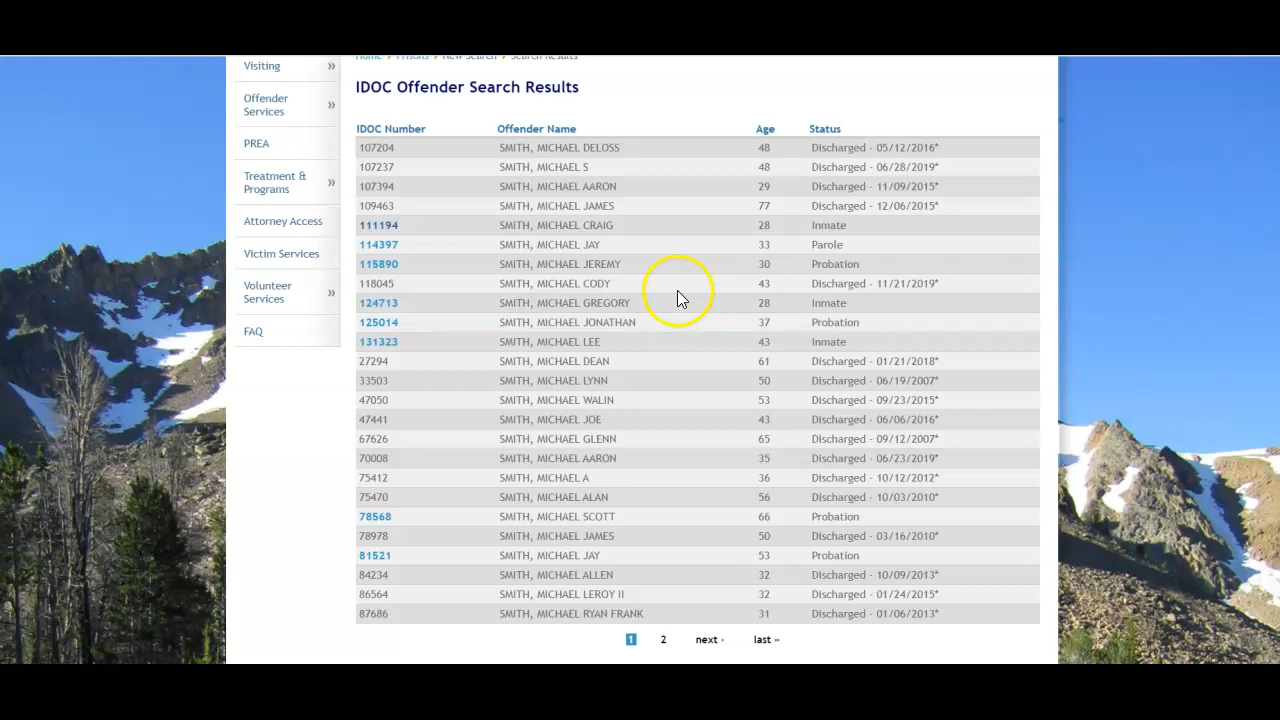 Home Prisons New Search Search Results
Visiting »
Offender
Services »
PREA
Treatment &
Programs »
Attorney Access
Victim Services
Volunteer
Services »
FAQ
IDOC Offender Search Results
IDOC Number Offender Name Age Status
107204 SMITH, MICHAEL DELOSS 48 Discharged - 05/12/2016*
107237 SMITH, MICHAEL S 48 Discharged - 06/28/2019*
107394 SMITH, MICHAEL AARON 29 Discharged - 11/09/2015*
109463 SMITH, MICHAEL JAMES 77 Discharged - 12/06/2015*
111194 SMITH, MICHAEL CRAIG 28 Inmate
114397 SMITH, MICHAEL JAY 33 Parole
115890 SMITH, MICHAEL JEREMY 30 Probation
118045 SMITH, MICHAEL CODY 43 Discharged - 11/21/2019*
124713 SMITH, MICHAEL GREGORY 28 Inmate
125014 SMITH, MICHAEL JONATHAN 37 Probation
131323 SMITH, MICHAEL LEE 43 Inmate
27294 SMITH, MICHAEL DEAN 61 Discharged - 01/21/2018*
33503 SMITH, MICHAEL LYNN 50 Discharged - 06/19/2007*
47050 SMITH, MICHAEL WALIN 53 Discharged - 09/23/2015*
47441 SMITH, MICHAEL JOE 43 Discharged - 06/06/2016*
67626 SMITH, MICHAEL GLENN 65 Discharged - 09/12/2007*
70008 SMITH, MICHAEL AARON 35 Discharged - 06/23/2019*
75412 SMITH, MICHAEL A 36 Discharged - 10/12/2012*
75470 SMITH, MICHAEL ALAN 56 Discharged - 10/03/2010*
78568 SMITH, MICHAEL SCOTT 66 Probation
78978 SMITH, MICHAEL JAMES 50 Discharged - 03/16/2010*
81521 SMITH, MICHAEL JAY 53 Probation
84234 SMITH, MICHAEL ALLEN 32 Discharged - 10/09/2013*
86564 SMITH, MICHAEL LEROY II 32 Discharged - 01/24/2015*
87686 SMITH, MICHAEL RYAN FRANK 31 Discharged - 01/06/2013*
1 2 next › last »